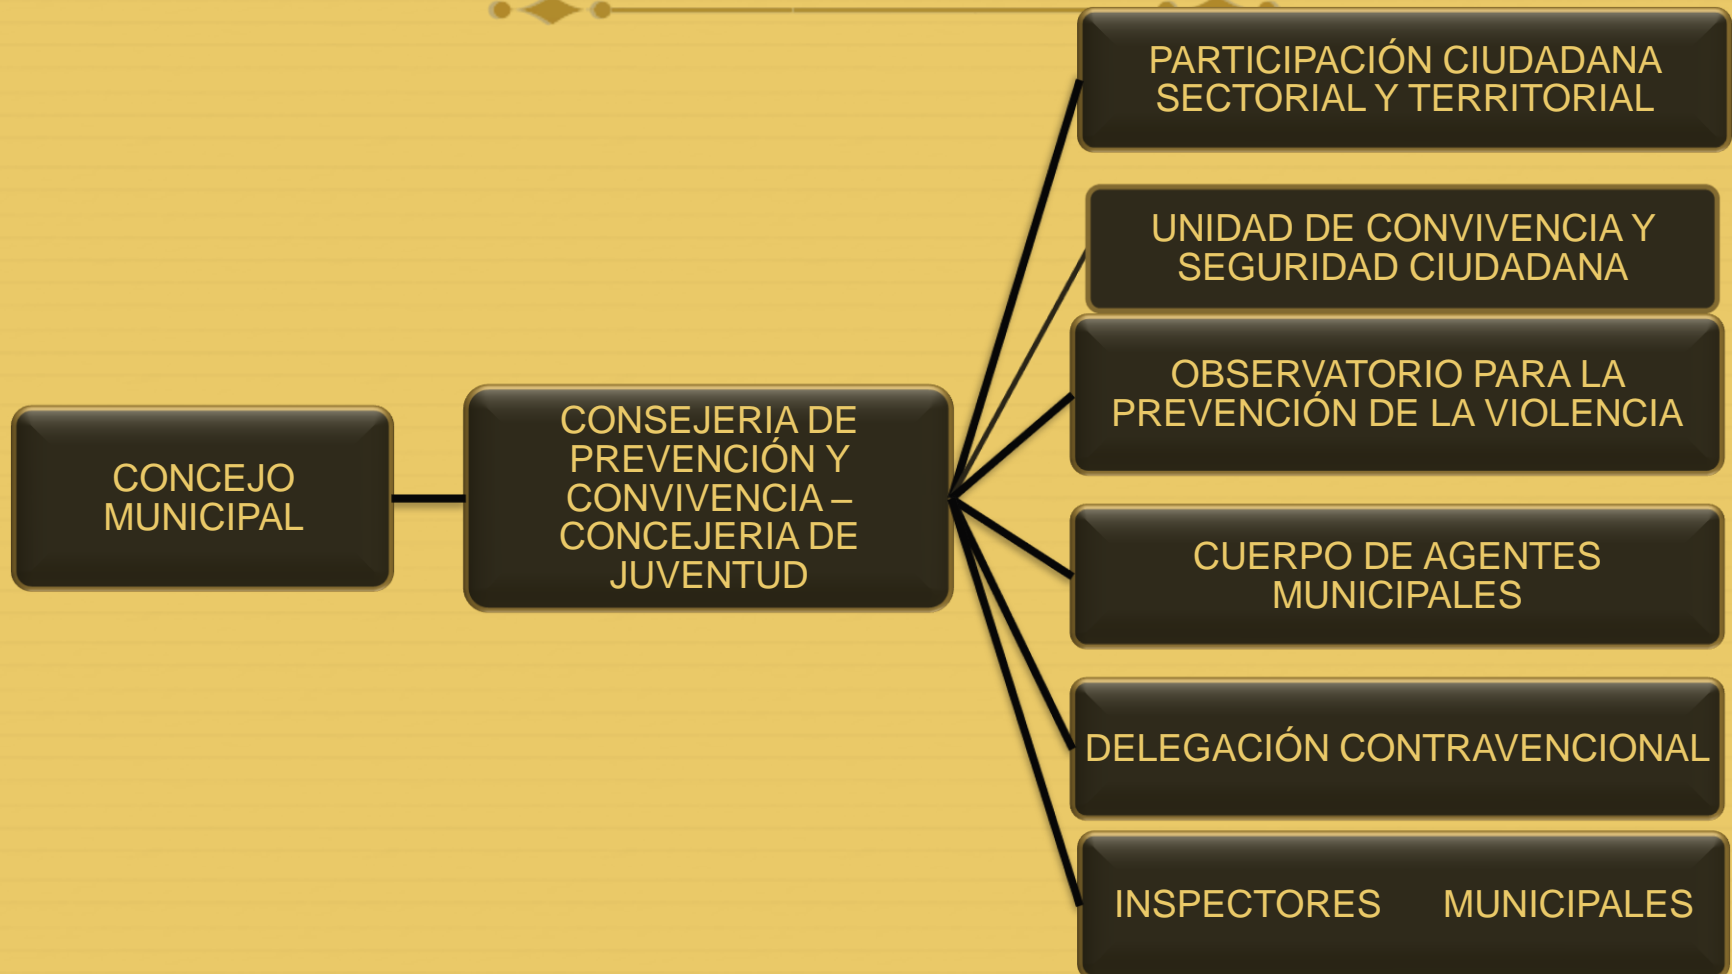 CONCEJO
MUNICIPAL
CONSEJERIA DE
PREVENCIÓN Y
CONVIVENCIA –
CONCEJERIA DE
JUVENTUD
PARTICIPACIÓN CIUDADANA
SECTORIAL Y TERRITORIAL
UNIDAD DE CONVIVENCIA Y
SEGURIDAD CIUDADANA
OBSERVATORIO PARA LA
PREVENCIÓN DE LA VIOLENCIA
CUERPO DE AGENTES
MUNICIPALES
DELEGACIÓN CONTRAVENCIONAL
INSPECTORES MUNICIPALES